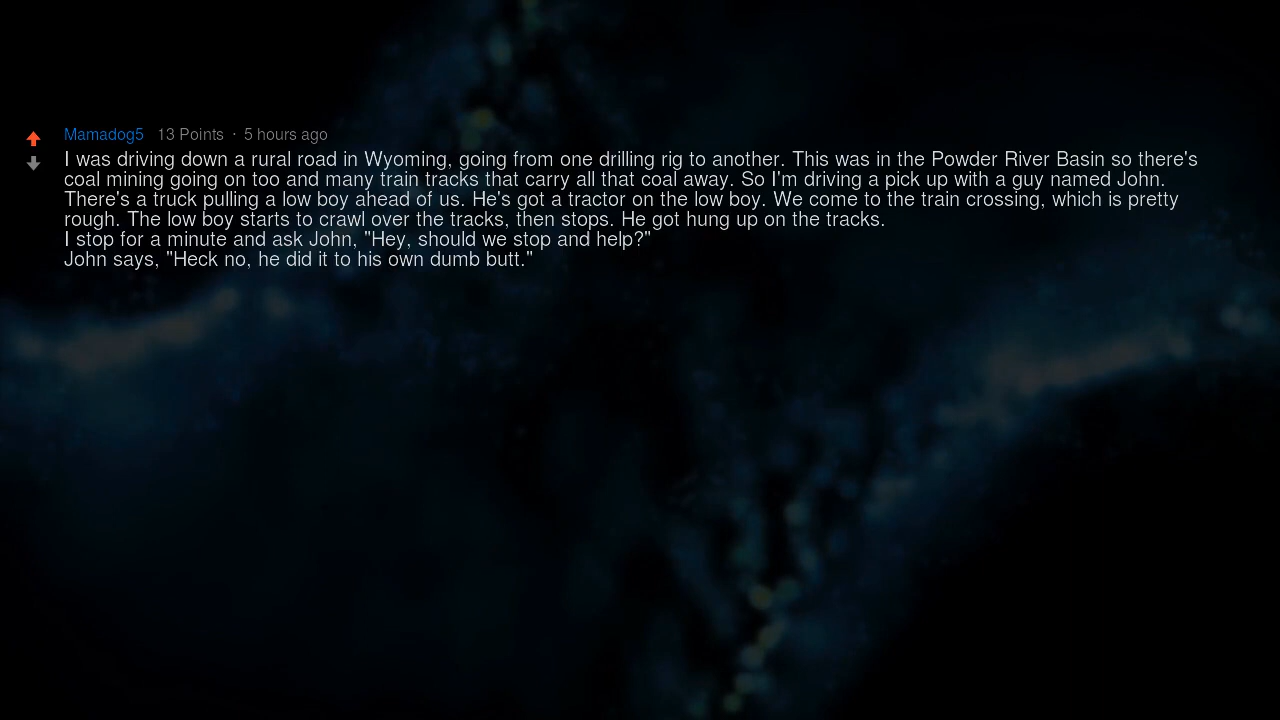 Mamadog5 13 Points · 5 hours ago
I was driving down a rural road in Wyoming, going from one drilling rig to another. This was in the Powder River Basin so there's
coal mining going on too and many train tracks that carry all that coal away. So I'm driving a pick up with a guy named John.
There's a truck pulling a low boy ahead of us. He's got a tractor on the low boy. We come to the train crossing, which is pretty
rough. The low boy starts to crawl over the tracks, then stops. He got hung up on the tracks.
I stop for a minute and ask John, "Hey, should we stop and help?"
John says, "Heck no, he did it to his own dumb butt."